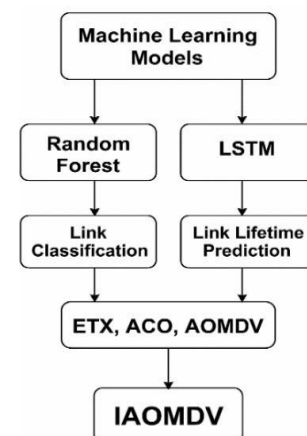 Machine Learning
Models
Random
Forest
LSTM
Link
Classification
Link Lifetime
Prediction
ETX, ACO, AOMDV
IAOMDV